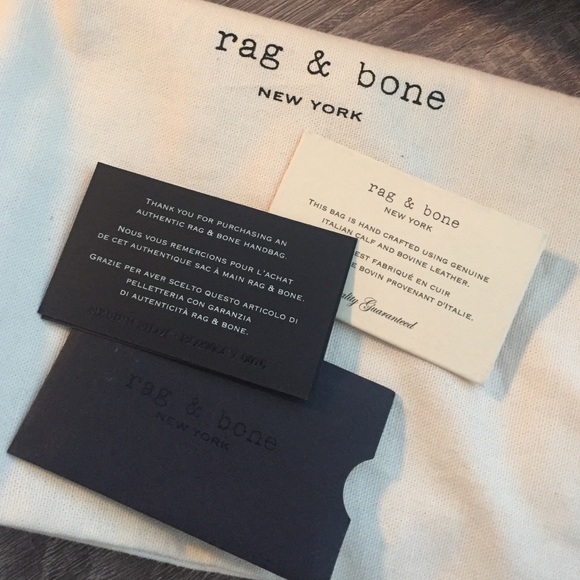 rag & bone
NEW YORK
rag & bone
NEW YORK
THIS BAG IS HAND CRAFTED USING GENUINE
ITALIAN CALF AND BOVINE LEATHER.
EST FABRIQUÉ EN CUIR
BOVIN PROVENANT D'ITALIE.
Guaranteed
THANK YOU FOR PURCHASING AN
AUTHENTIC RAG & BONE HANDBAG.
NOUS VOUS REMERCIONS POUR L'ACHAT
DE CET AUTHENTIQUE SAC À MAIN RAG & BONE.
GRAZIE PER AVER SCELTO QUESTO ARTICOLO DI
PELLETTERIA CON GARANZIA
DI AUTENTICITÀ RAG & BONE.
rag & bone
NEW YORK